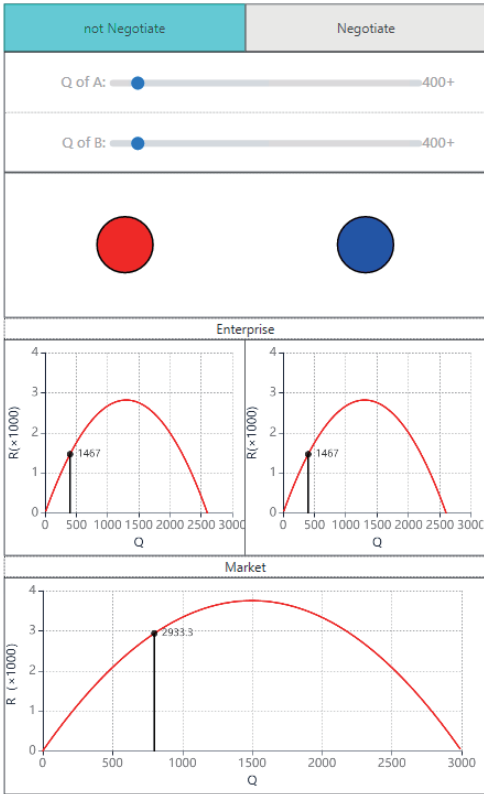 not Negotiate Negotiate
Q of A: 400+
Q of B: 400+
Enterprise
4 4
3 3
2 2
1 1
0 0
R(×1000) R(×1000)
1467 1467
0 500 1000 1500 2000 2500 3000 0 500 1000 1500 2000 2500 3000
Q Q
Market
4
3
2
1
0
R (×1000)
2933.3
0 500 1000 1500 2000 2500 3000
Q